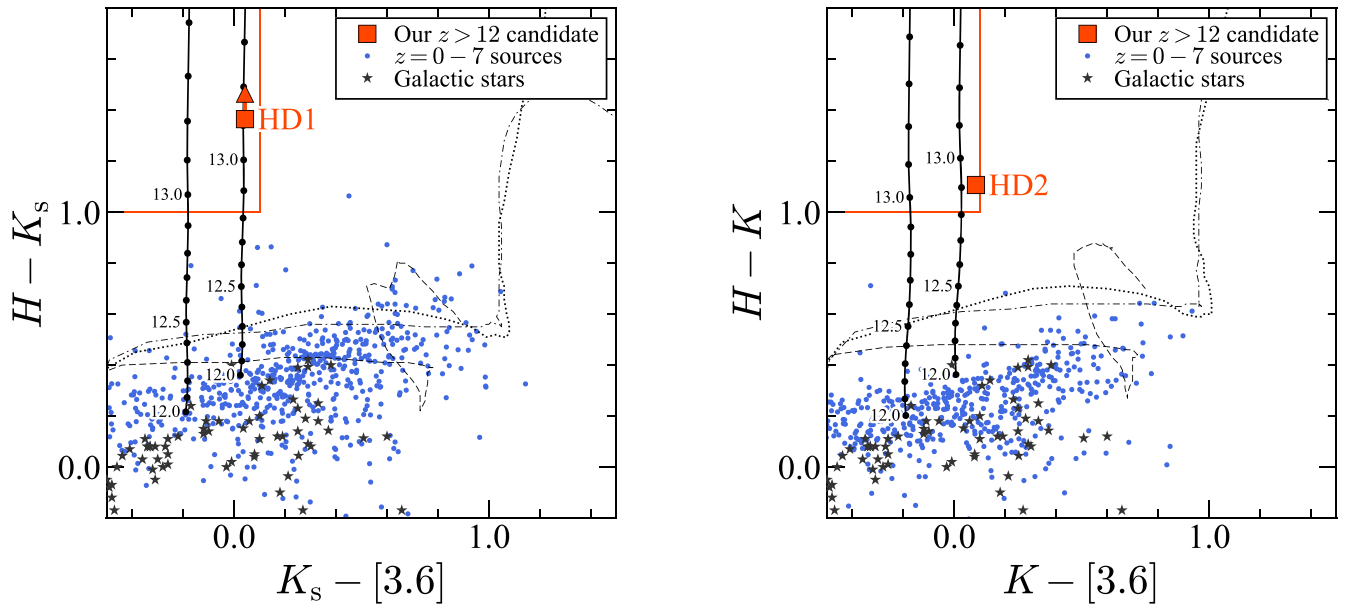 Our z > 12 candidate
z = 0 − 7 sources
Galactic stars
HD1
13.0
13.0
12.5
12.5
12.0
12.0
1.0
0.0
H − Ks
0.0 1.0
Ks − [3.6]
Our z > 12 candidate
z = 0 − 7 sources
Galactic stars
13.0
HD2
13.0
12.5
12.5
12.0
12.0
1.0
0.0
H − K
0.0 1.0
K − [3.6]